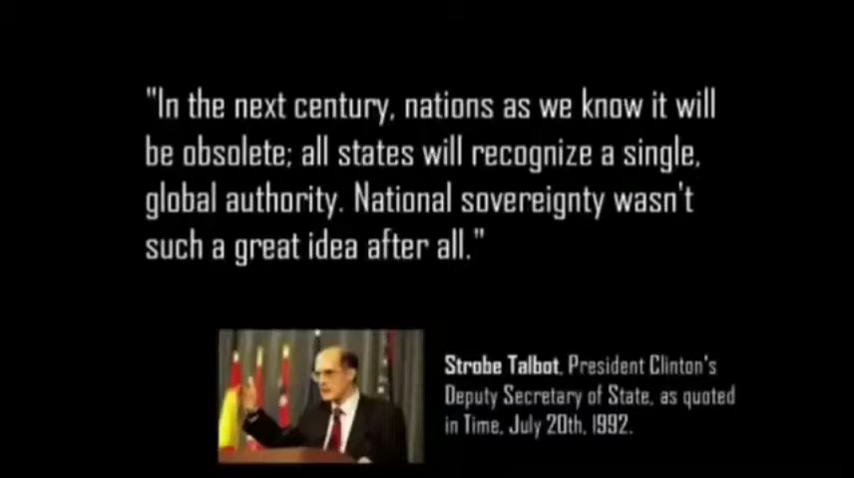 "In the next century, nations as we know it will
be obsolete; all states will recognize a single,
global authority. National sovereignty wasn't
such a great idea after all."
Strobe Talbot, President Clinton's
Deputy Secretary of State, as quoted
in Time, July 20th, 1992.